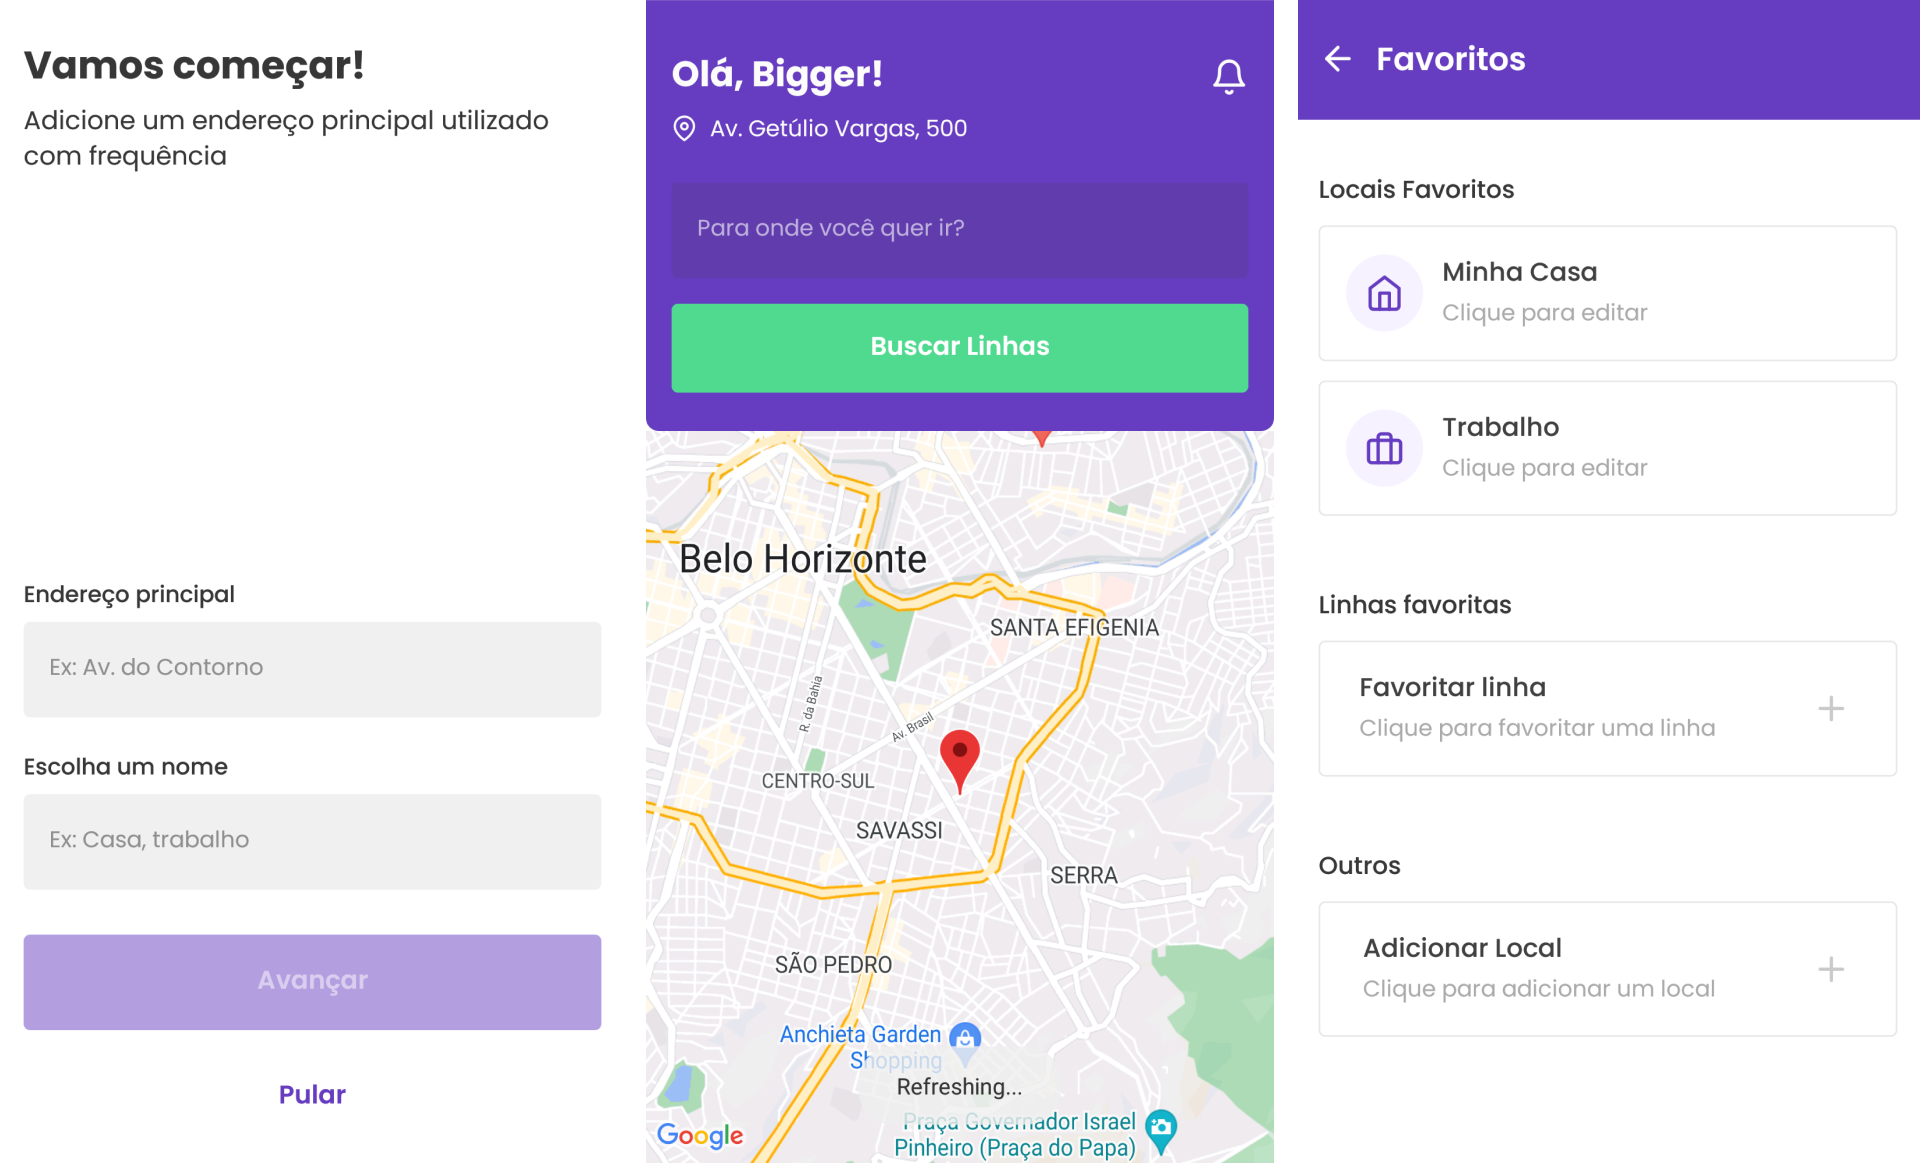 Vamos começar!
Adicione um endereço principal utilizado
com frequência
Endereço principal
Ex: Av. do Contorno
Escolha um nome
Ex: Casa, trabalho
Avançar
Pular
Olá, Bigger!
Av. Getúlio Vargas, 500
Para onde você quer ir?
Buscar Linhas
Belo Horizonte
SANTA EFIGENIA
R. da Bahia
Av. Brasil
CENTRO-SUL
SAVASSI
SERRA
SÃO PEDRO
Anchieta Garden
Shopping
Refreshing...
Praça Governador Israel
Pinheiro (Praça do Papa)
Google
Favoritos
Locais Favoritos
Minha Casa
Clique para editar
Trabalho
Clique para editar
Linhas favoritas
Favoritar linha
Clique para favoritar uma linha
Outros
Adicionar Local
Clique para adicionar um local